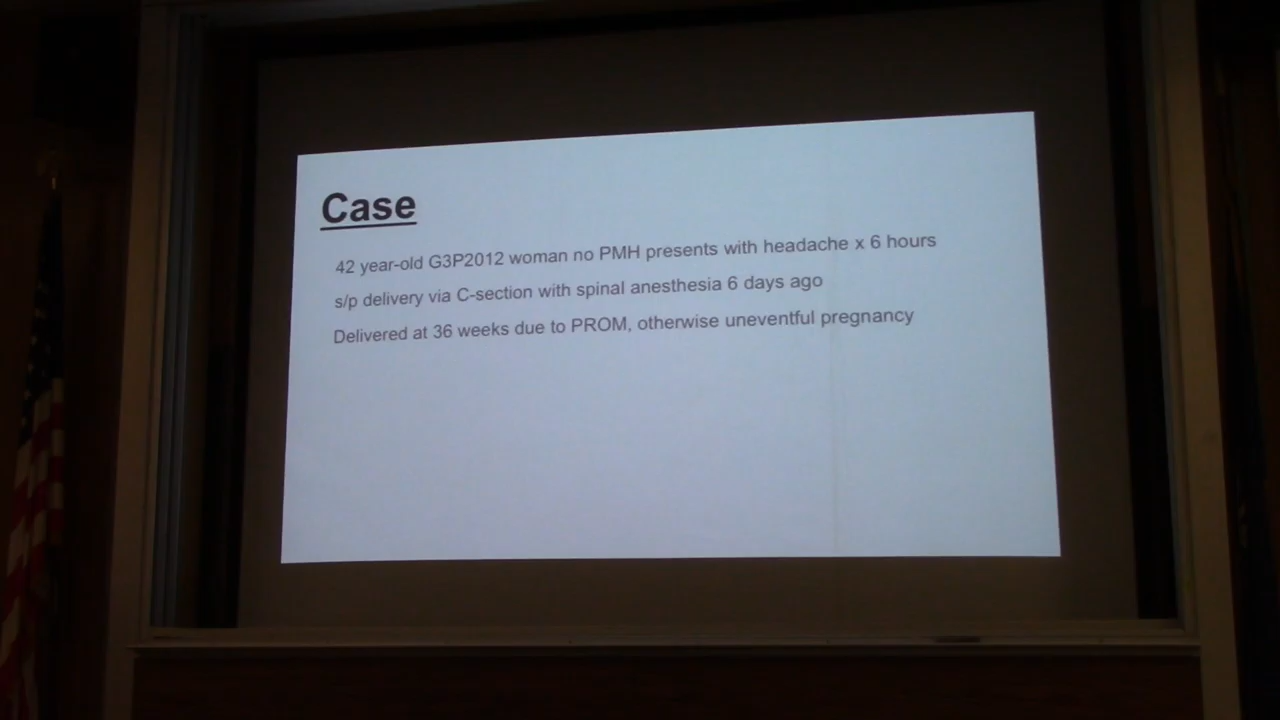 Case
42 year-old G3P2012 woman no PMH presents with headache x 6 hours
s/p delivery via C-section with spinal anesthesia 6 days ago
Delivered at 36 weeks due to PROM, otherwise uneventful pregnancy